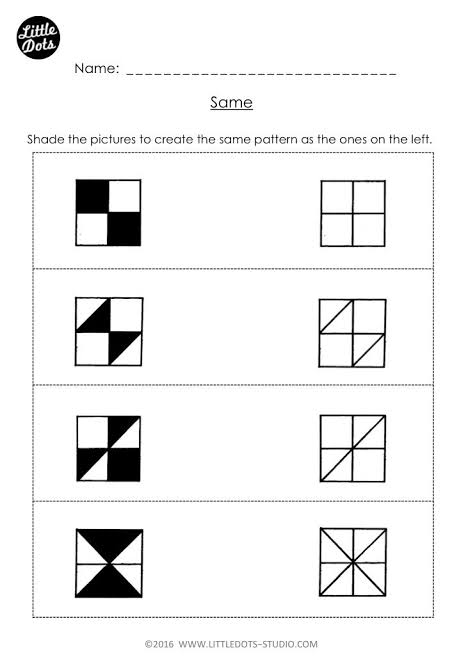 Little
Dots
Name: _ _ _ _ _ _ _ _ _ _ _ _ _ _ _ _ _ _ _ _ _ _ _ _ _ _ _ _ _
Same
Shade the pictures to create the same pattern as the ones on the left.
©2016 WWW.LITTLEDOTS-STUDIO.COM